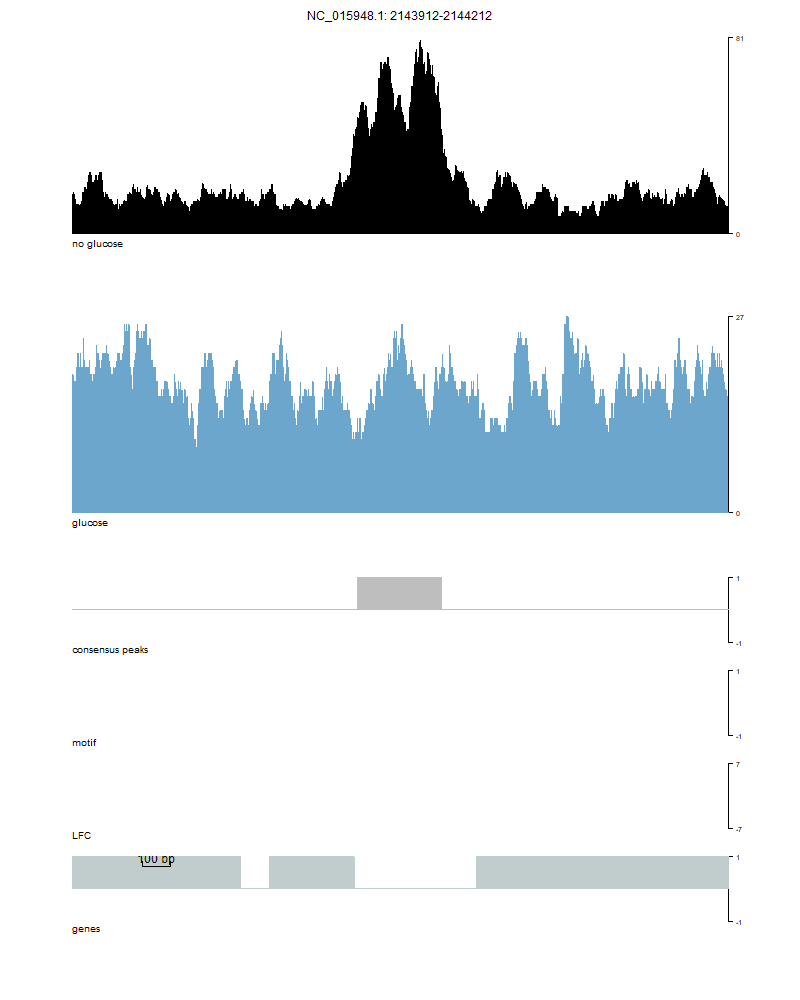 NC_015948.1: 2143912-2144212
81
0
no glucose
27
0
glucose
1
-1
consensus peaks
1
-1
motif
7
-7
LFC
100 bp
1
-1
genes